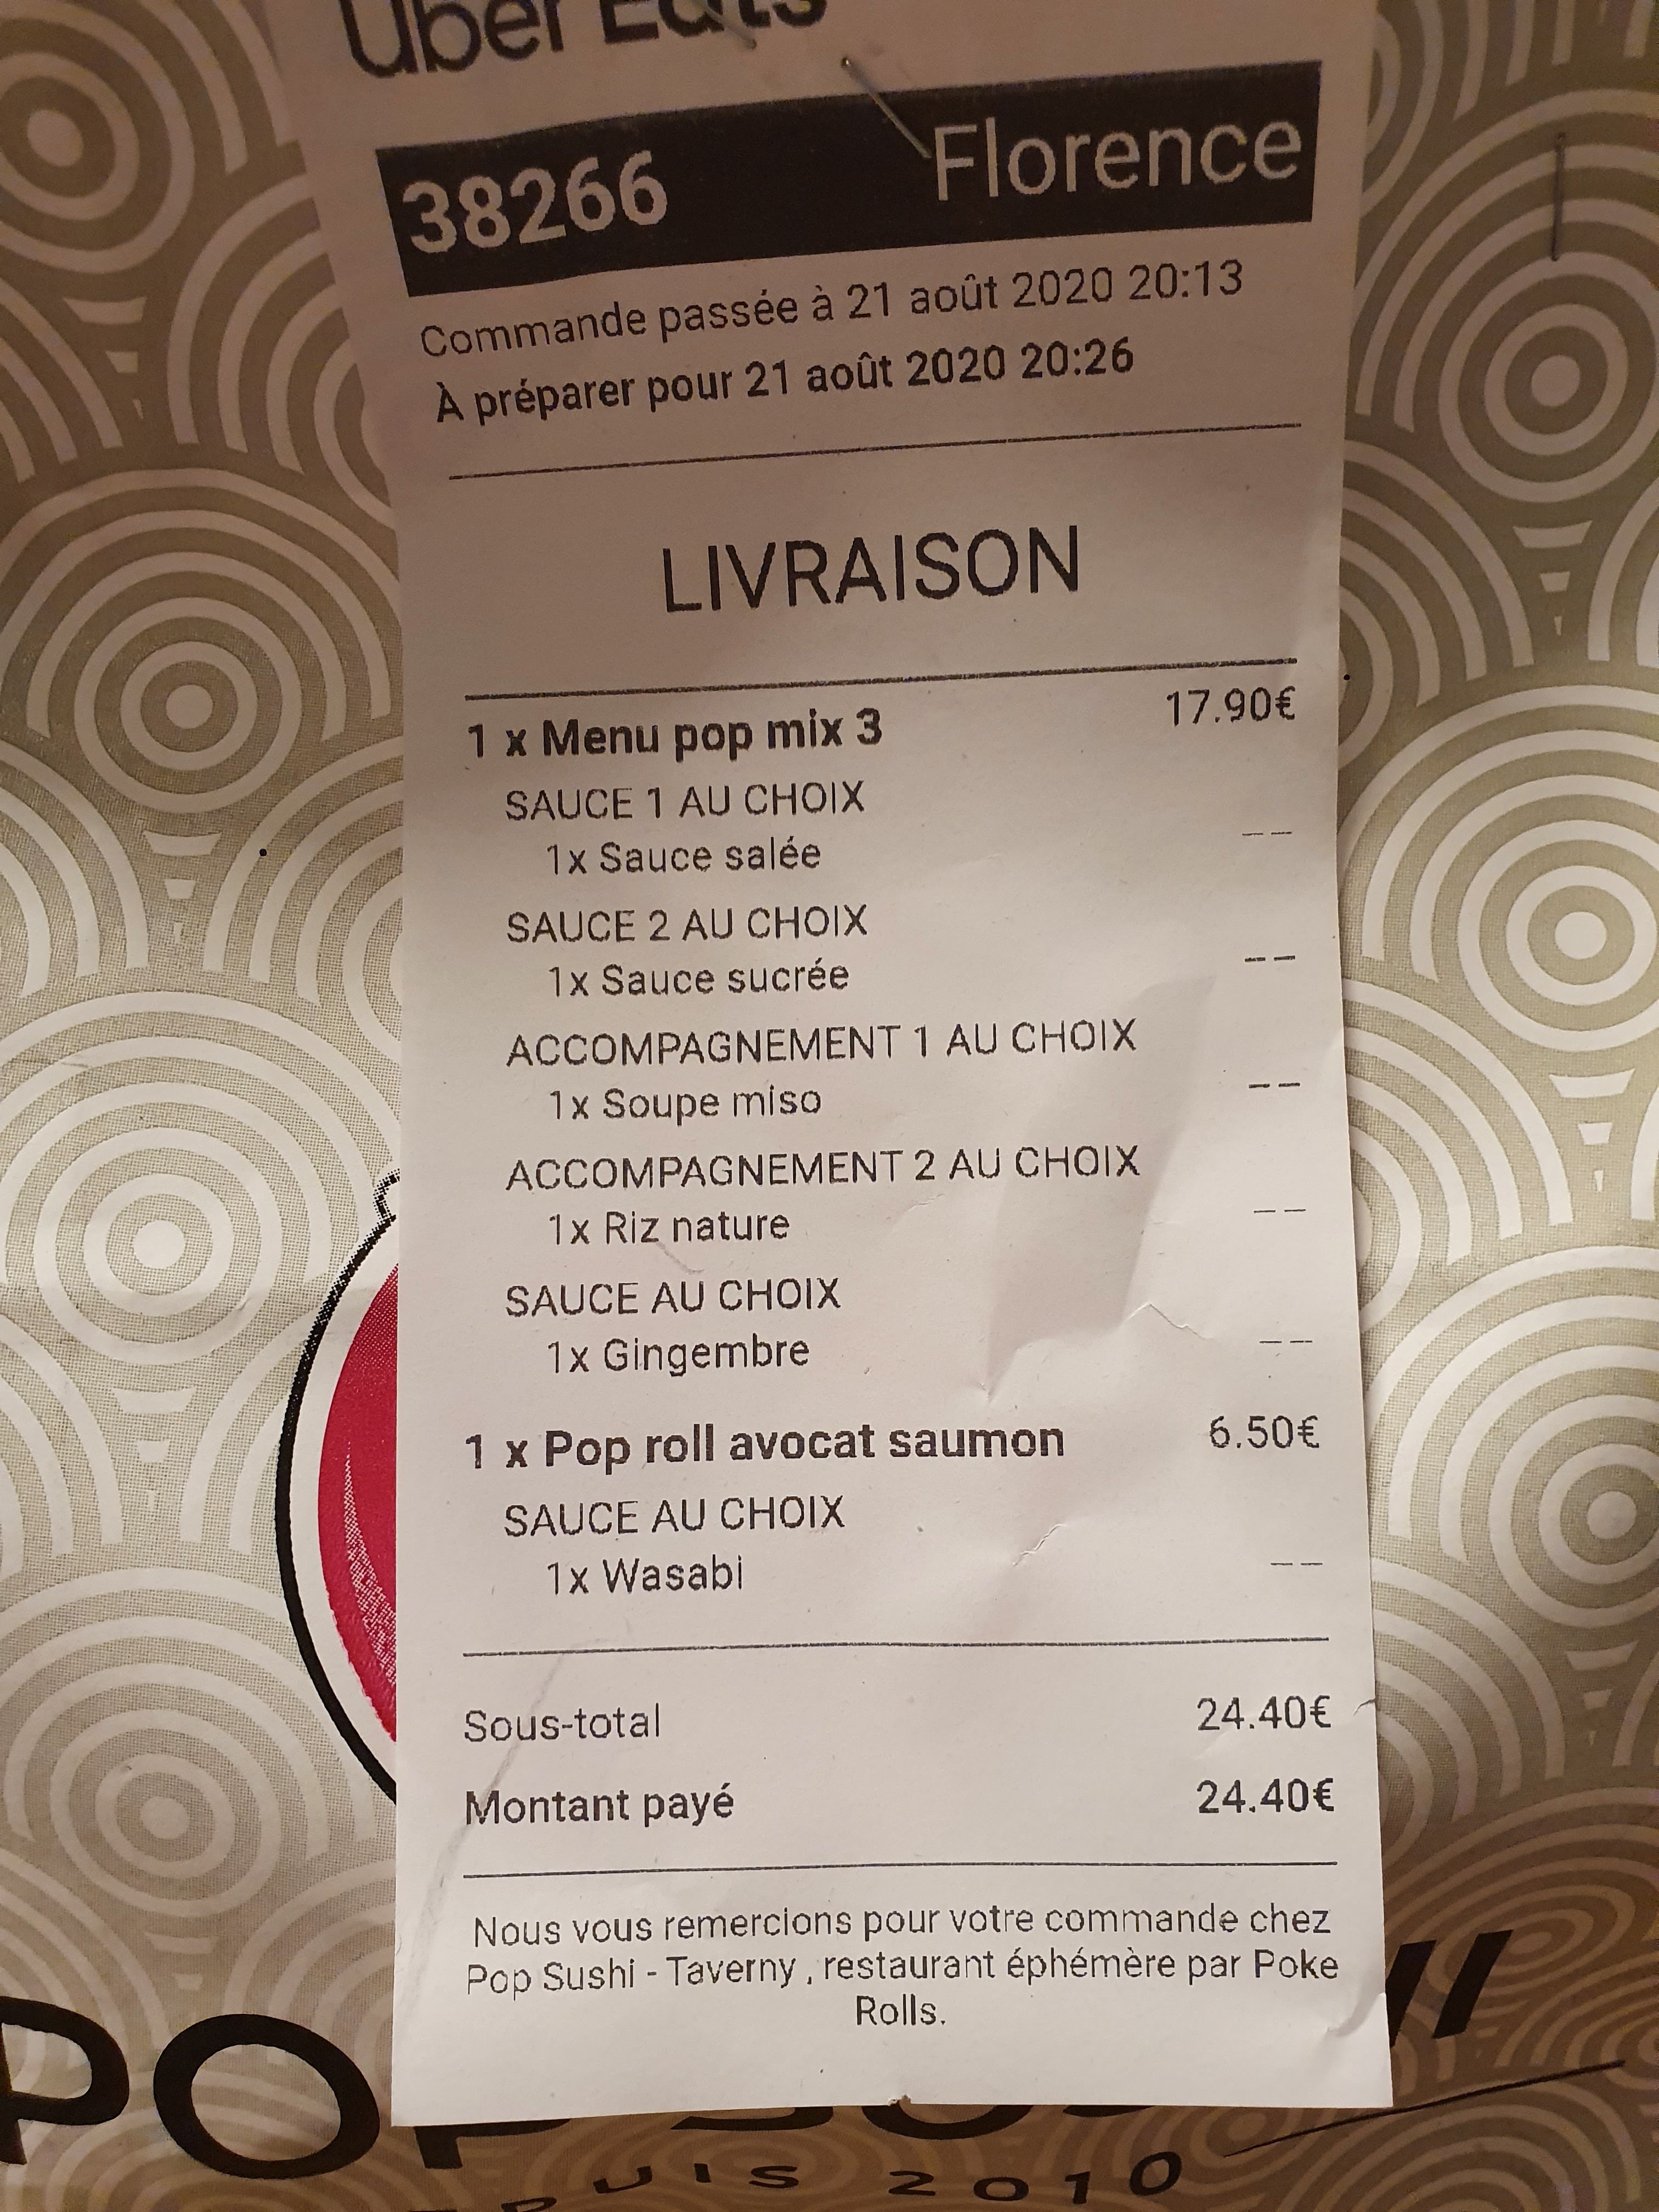 Uber Eats
38266 Florence
Commande passée à 21 août 2020 20:13
À préparer pour 21 août 2020 20:26
LIVRAISON
1 x Menu pop mix 3 17.90€
SAUCE 1 AU CHOIX
1x Sauce salée --
SAUCE 2 AU CHOIX
1x Sauce sucrée --
ACCOMPAGNEMENT 1 AU CHOIX
1x Soupe miso --
ACCOMPAGNEMENT 2 AU CHOIX
1x Riz nature --
SAUCE AU CHOIX
1x Gingembre --
1 x Pop roll avocat saumon 6.50€
SAUCE AU CHOIX
1x Wasabi --
Sous-total 24.40€
Montant payé 24.40€
Nous vous remercions pour votre commande chez
Pop Sushi - Taverny , restaurant éphémère par Poke
Rolls.
POP
2010